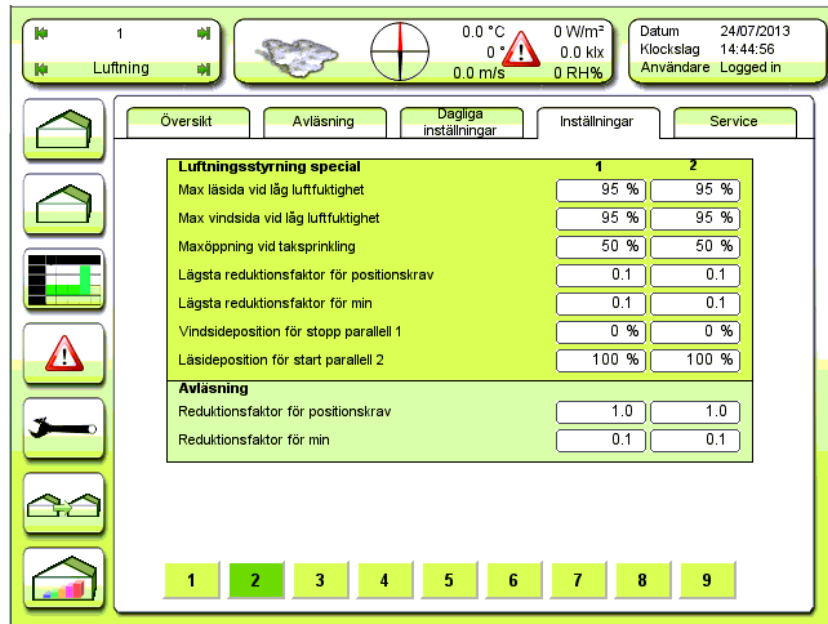 1
Luftning
0.0 °C
0 °
0.0 m/s
0 W/m²
0.0 klx
0 RH%
Datum 24/07/2013
Klockslag 14:44:56
Användare Logged in
Översikt
Avläsning
Dagliga
inställningar
Inställningar
Service
Luftningsstyrning special 1 2
Max läsida vid låg luftfuktighet 95 % 95 %
Max vindsida vid låg luftfuktighet 95 % 95 %
Maxöppning vid taksprinkling 50 % 50 %
Lägsta reduktionsfaktor för positionskrav 0.1 0.1
Lägsta reduktionsfaktor för min 0.1 0.1
Vindsideposition för stopp parallell 1 0 % 0 %
Läsideposition för start parallell 2 100 % 100 %
Avläsning
Reduktionsfaktor för positionskrav 1.0 1.0
Reduktionsfaktor för min 0.1 0.1
1 2 3 4 5 6 7 8 9